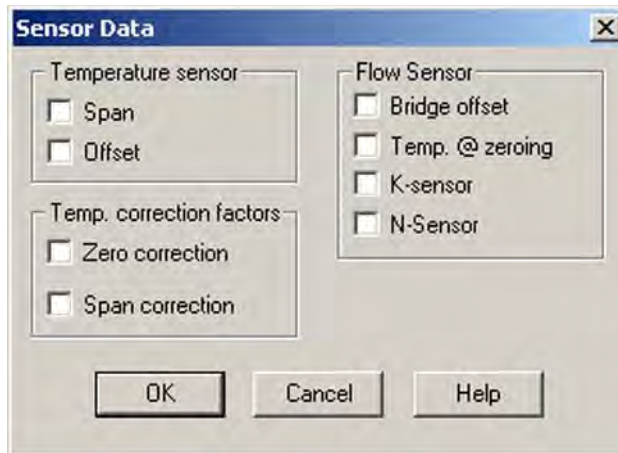 Sensor Data
Temperature sensor
Span
Offset
Temp. correction factors
Zero correction
Span correction
Flow Sensor
Bridge offset
Temp. @ zeroing
K-sensor
N-Sensor
OK
Cancel
Help